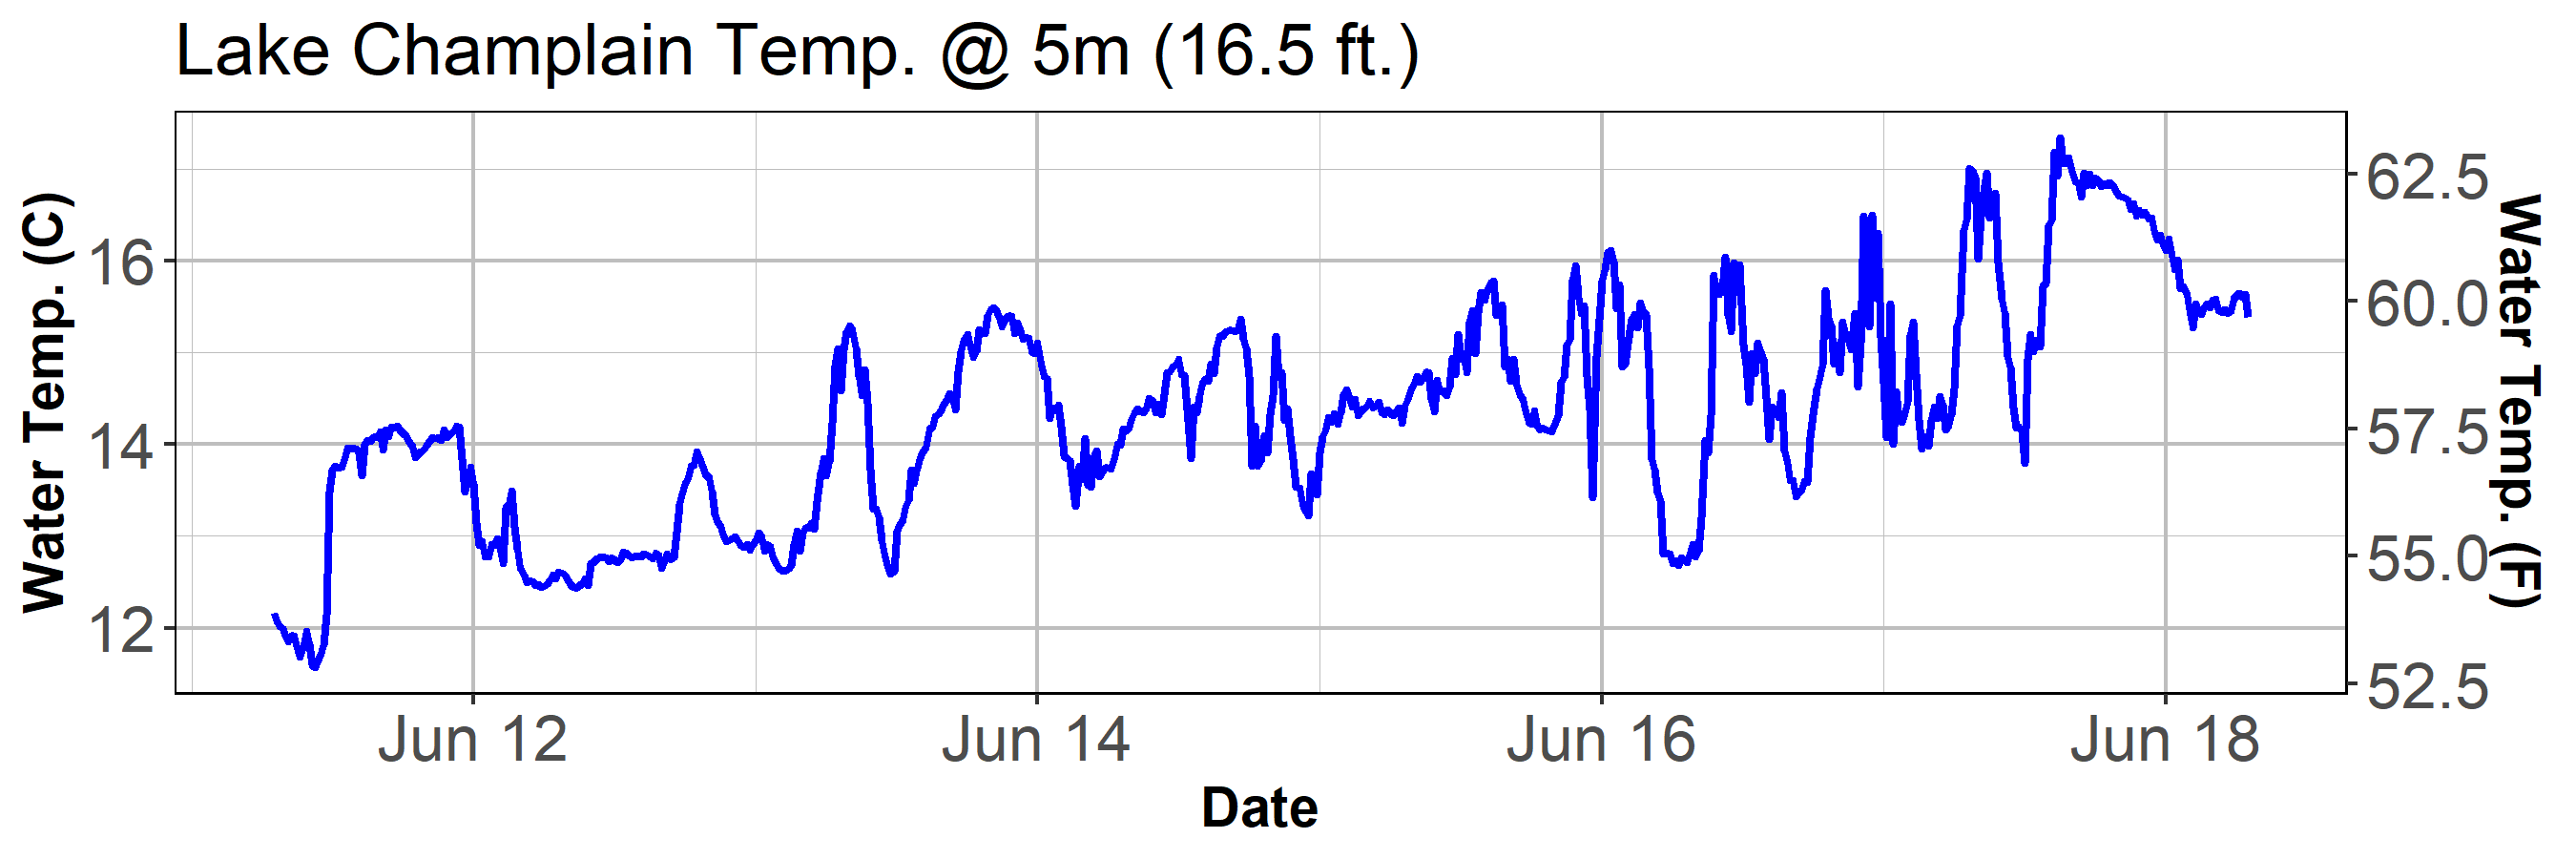 Lake Champlain Temp. @ 5m (16.5 ft.)
Water Temp. (C)
16
14
12
62.5
60.0
57.5
55.0
52.5
Water Temp. (F)
Jun 12 Jun 14 Jun 16 Jun 18
Date